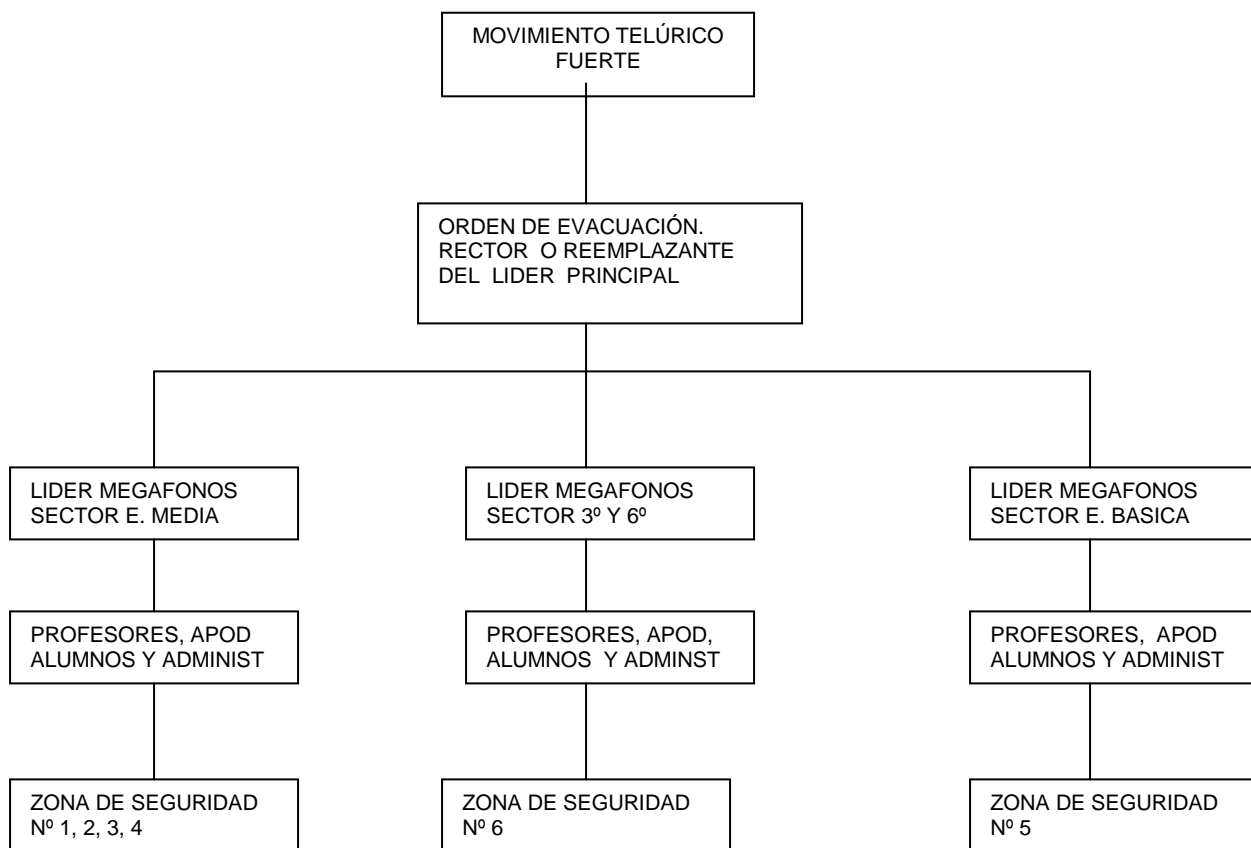 MOVIMIENTO TELÚRICO
FUERTE
ORDEN DE EVACUACIÓN.
RECTOR O REEMPLAZANTE
DEL LIDER PRINCIPAL
LIDER MEGAFONOS
SECTOR E. MEDIA
LIDER MEGAFONOS
SECTOR 3º Y 6º
LIDER MEGAFONOS
SECTOR E. BASICA
PROFESORES, APOD
ALUMNOS Y ADMINIST
PROFESORES, APOD,
ALUMNOS Y ADMINST
PROFESORES, APOD
ALUMNOS Y ADMINIST
ZONA DE SEGURIDAD
Nº 1, 2, 3, 4
ZONA DE SEGURIDAD
Nº 6
ZONA DE SEGURIDAD
Nº 5